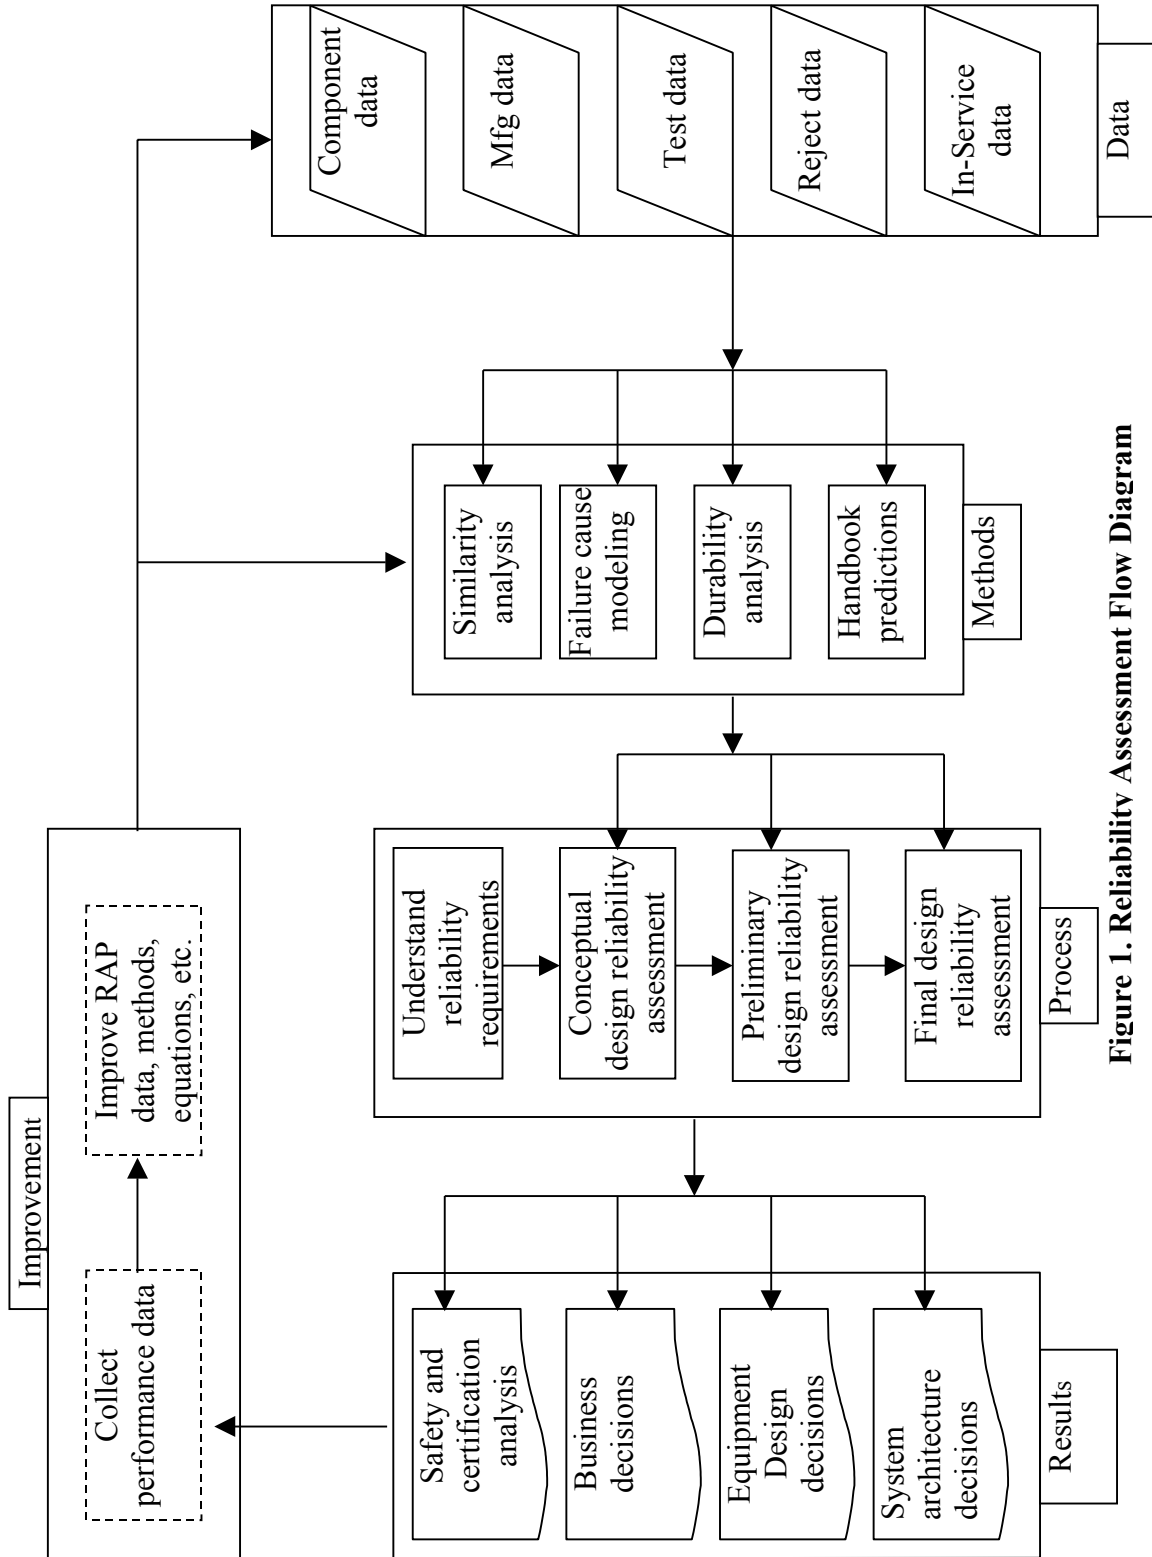 Improvement
Collect
performance data
Improve RAP
data, methods,
equations, etc.
Safety and
certification
analysis
Business
decisions
Equipment
Design
decisions
System
architecture
decisions
Results
Understand
reliability
requirements
Conceptual
design reliability
assessment
Preliminary
design reliability
assessment
Final design
reliability
assessment
Process
Similarity
analysis
Failure cause
modeling
Durability
analysis
Handbook
predictions
Methods
Component
data
Mfg data
Test data
Reject data
In-Service
data
Data
Figure 1. Reliability Assessment Flow Diagram